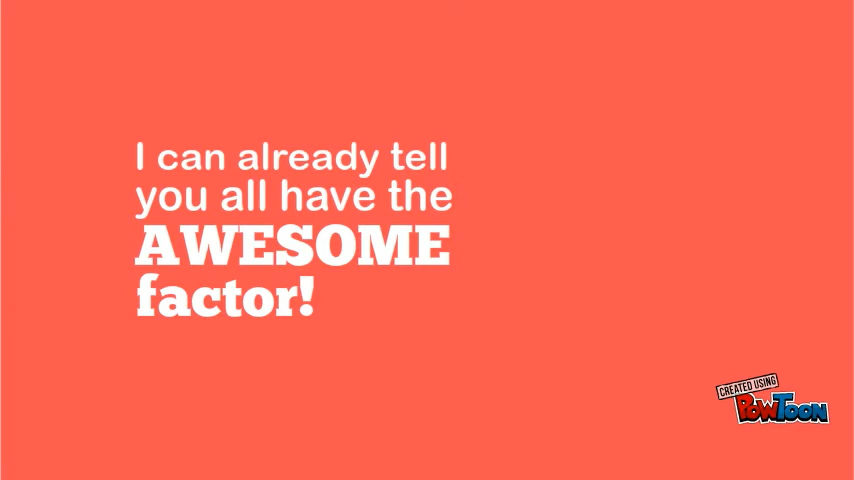 I can already tell
you all have the
AWESOME
factor!
CREATED USING
PowToon